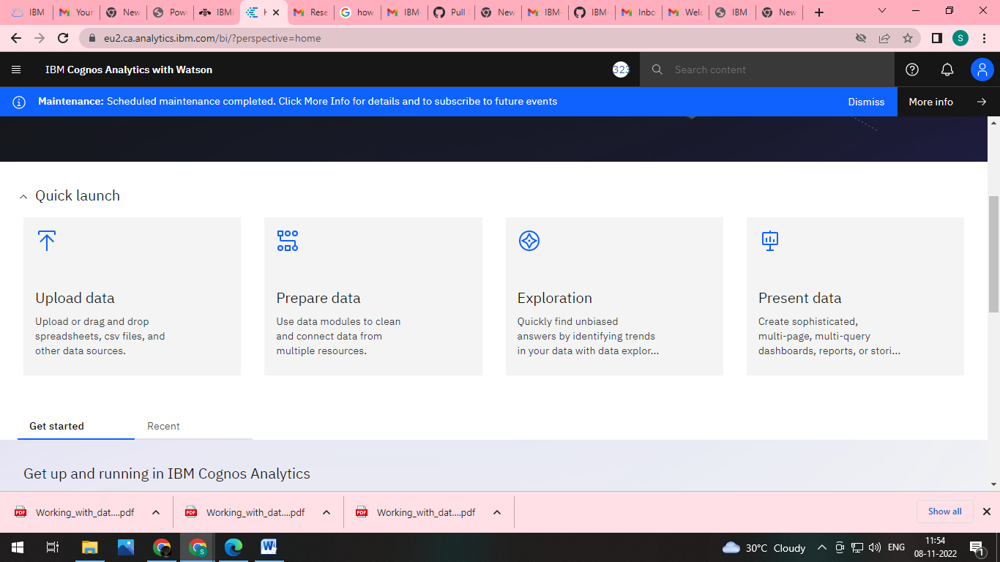 IBM
Your
New
Powe
IBMi
H
Rese
how
IBM-
Pull
New
IBM-
IBM-
Inbo
Welc
IBM
New
eu2.ca.analytics.ibm.com/bi/?perspective=home
S
IBM Cognos Analytics with Watson
323
Search content
Maintenance: Scheduled maintenance completed. Click More Info for details and to subscribe to future events
Dismiss
More info
Quick launch
Upload data
Upload or drag and drop
spreadsheets, csv files, and
other data sources.
Prepare data
Use data modules to clean
and connect data from
multiple resources.
Exploration
Quickly find unbiased
answers by identifying trends
in your data with data explor...
Present data
Create sophisticated,
multi-page, multi-query
dashboards, reports, or stori...
Get started
Recent
Get up and running in IBM Cognos Analytics
PDF
Working_with_dat....pdf
PDF
Working_with_dat....pdf
PDF
Working_with_dat....pdf
Show all
S
W
30°C Cloudy
ENG
11:54
08-11-2022
1